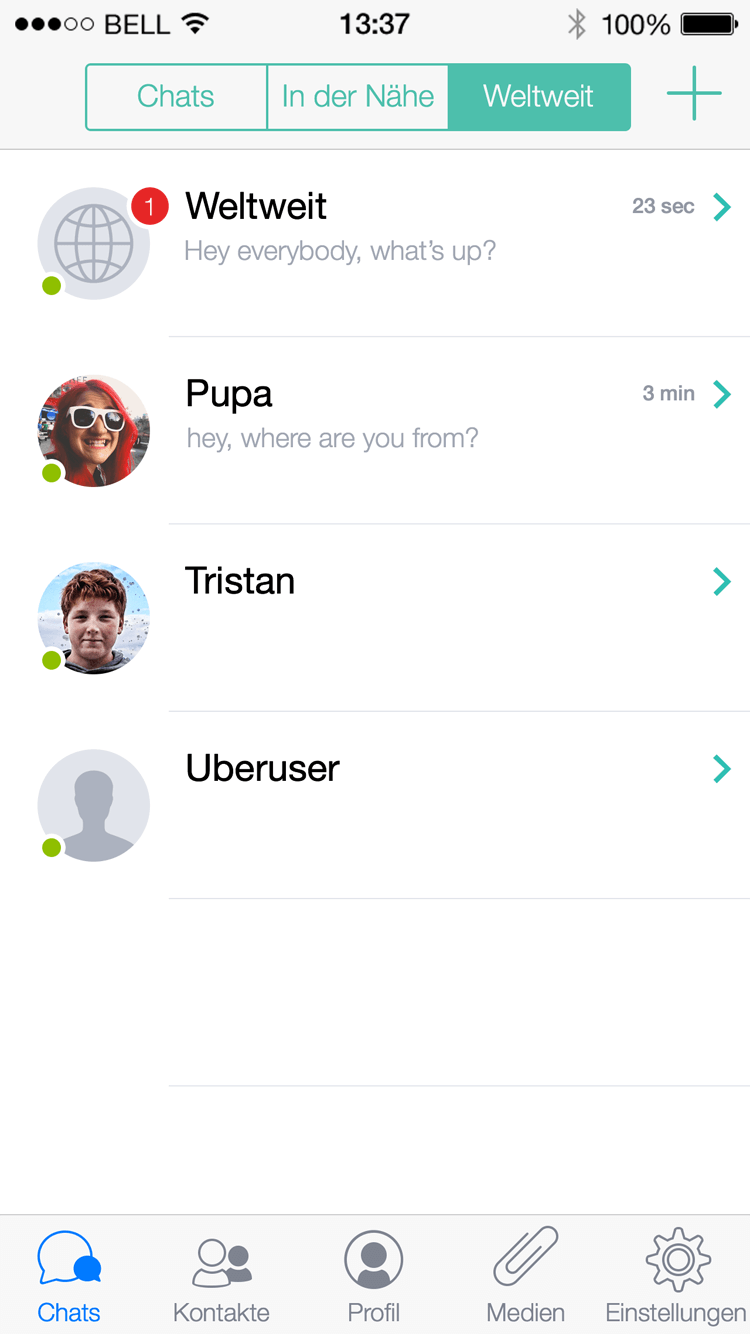 BELL 13:37 100%
Chats In der Nähe Weltweit
1 Weltweit 23 sec
Hey everybody, what's up?
Pupa 3 min
hey, where are you from?
Tristan
Uberuser
Chats Kontakte Profil Medien Einstellungen